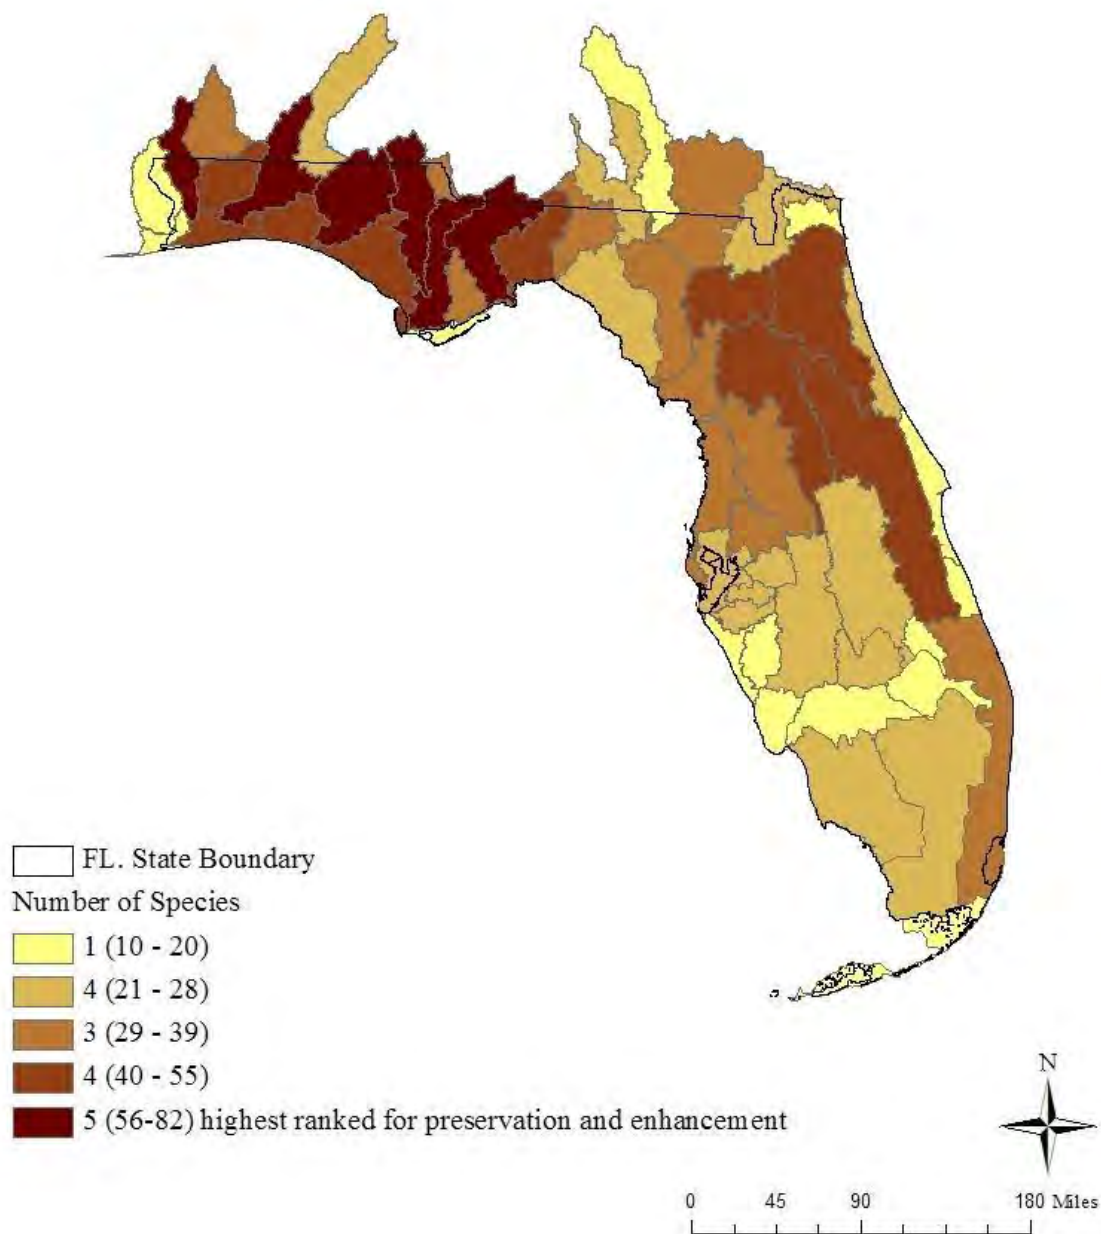 FL. State Boundary
Number of Species
1 (10 - 20)
4 (21 - 28)
3 (29 - 39)
4 (40 - 55)
5 (56-82) highest ranked for preservation and enhancement
N
0 45 90 180 Miles